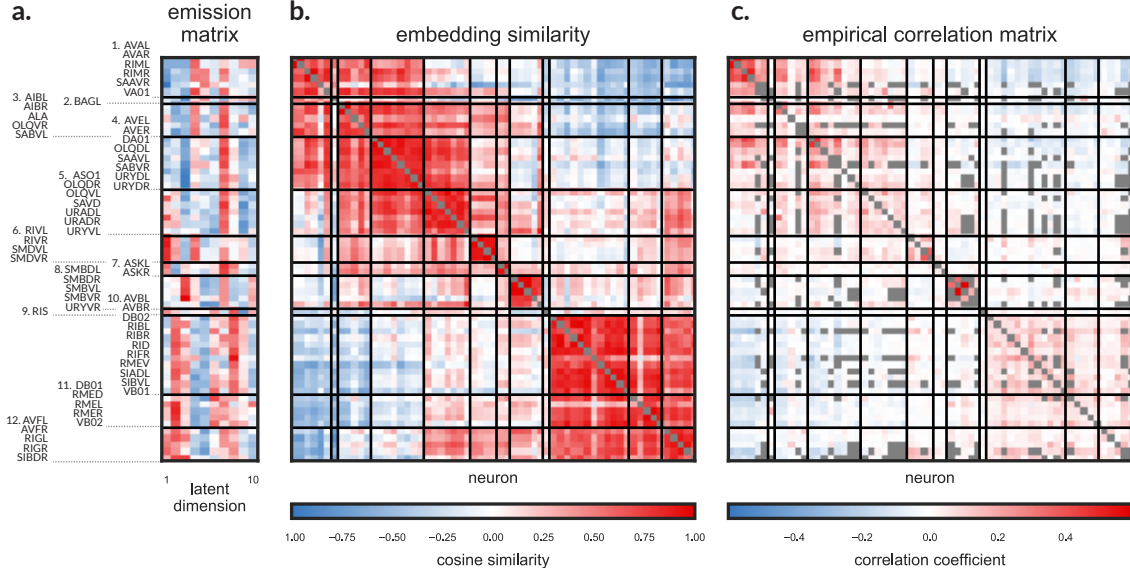 a.
emission
matrix
1. AVAL
AVAR
RIML
RIMR
SAAVR
VA01
2. BAGL
3. AIBL
AIBR
ALA
OLQVR
SABVL
4. AVEL
AVER
DA01
OLQDL
SAAVL
SABVR
URYDL
URYDR
5. ASO1
OLQDR
OLQVL
SAVD
URADL
URADR
URYVL
6. RIVL
RIVR
SMDVL
SMDVR
7. ASKL
ASKR
8. SMBDL
SMBDR
SMBVL
SMBVR
URYVR
9. RIS
10. AVBL
AVBR
DB02
RIBL
RIBR
RID
RIFR
RMEV
SIADL
SIBVL
VB01
11. DB01
RMED
RMEL
RMER
VB02
12. AVFL
AVFR
RIGL
RIGR
SIBDR
1 10
latent
dimension
b.
embedding similarity
neuron
1.00 −0.75 −0.50 −0.25 0.00 0.25 0.50 0.75 1.00
cosine similarity
c.
empirical correlation matrix
neuron
−0.4 −0.2 0.0 0.2 0.4
correlation coefficient